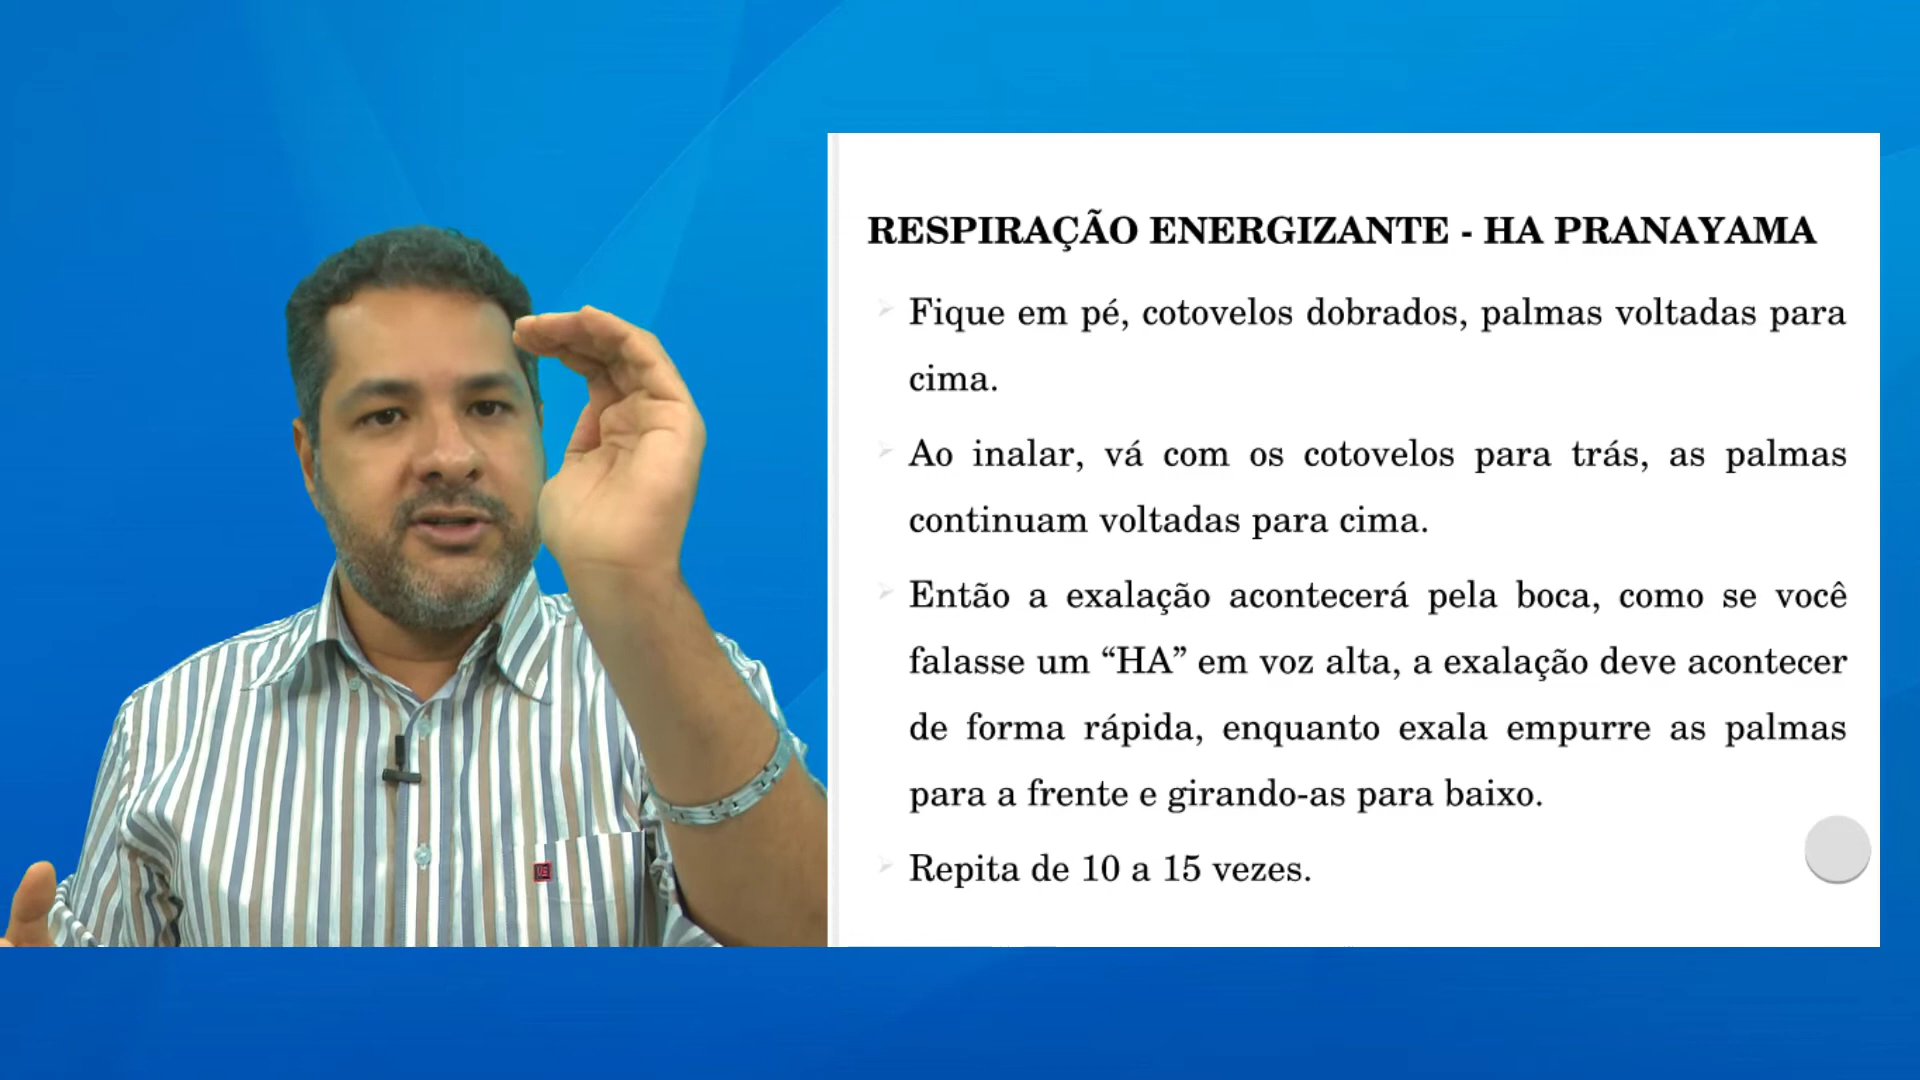 RESPIRAÇÃO ENERGIZANTE - HA PRANAYAMA
Fique em pé, cotovelos dobrados, palmas voltadas para
cima.
Ao inalar, vá com os cotovelos para trás, as palmas
continuam voltadas para cima.
Então a exalação acontecerá pela boca, como se você
falasse um “HA” em voz alta, a exalação deve acontecer
de forma rápida, enquanto exala empurre as palmas
para a frente e girando-as para baixo.
Repita de 10 a 15 vezes.